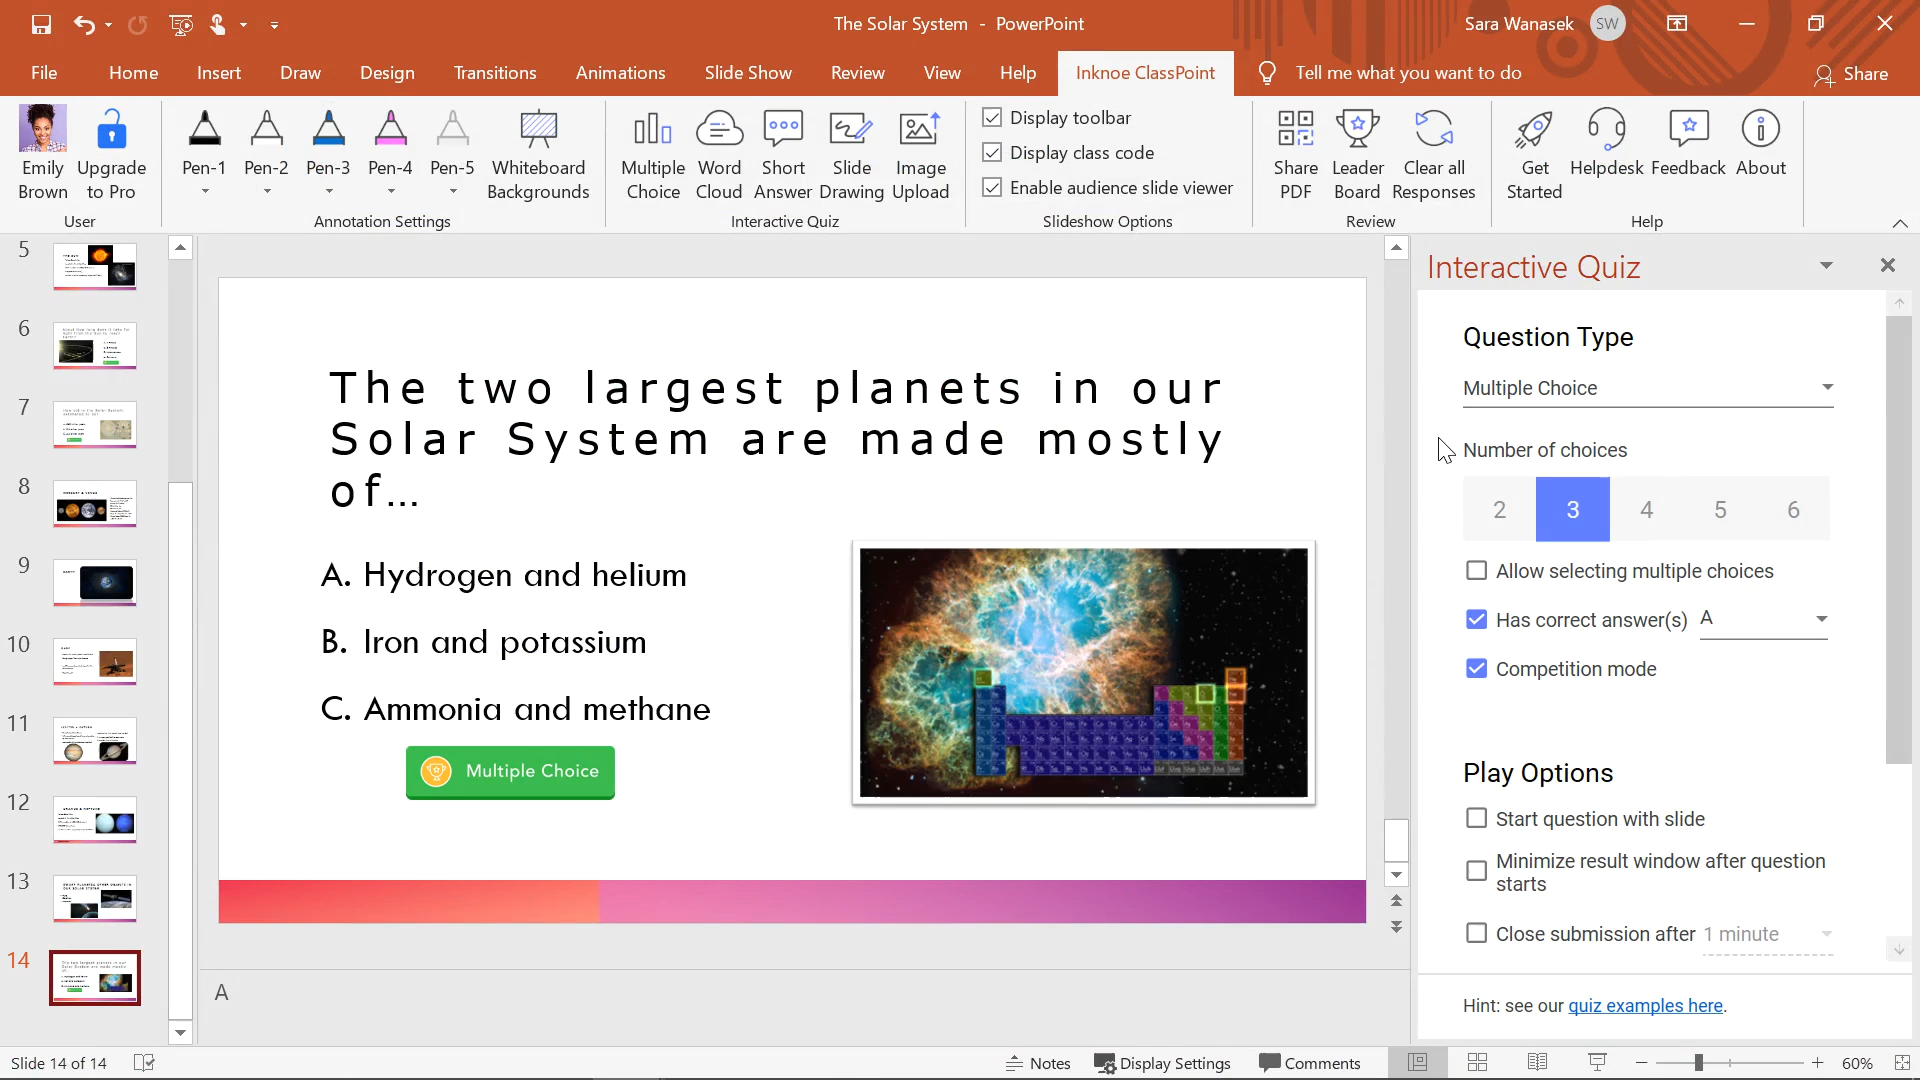 The Solar System - PowerPoint
Sara Wanasek SW
File Home Insert Draw Design Transitions Animations Slide Show Review View Help Inknoe ClassPoint Tell me what you want to do Share
Emily Brown
Upgrade to Pro
User
Pen-1 Pen-2 Pen-3 Pen-4 Pen-5
Whiteboard Backgrounds
Annotation Settings
Multiple Choice
Word Cloud
Short Answer
Slide Drawing
Image Upload
Interactive Quiz
Display toolbar
Display class code
Enable audience slide viewer
Slideshow Options
Share PDF
Leader Board
Clear all Responses
Review
Get Started
Helpdesk
Feedback
About
Help
5
6
7
8
9
10
11
12
13
14
The two largest planets in our
Solar System are made mostly
of...
A. Hydrogen and helium
B. Iron and potassium
C. Ammonia and methane
Multiple Choice
A
Interactive Quiz
Question Type
Multiple Choice
Number of choices
2 3 4 5 6
Allow selecting multiple choices
Has correct answer(s) A
Competition mode
Play Options
Start question with slide
Minimize result window after question
starts
Close submission after 1 minute
Hint: see our quiz examples here.
Slide 14 of 14
Notes Display Settings Comments 60%